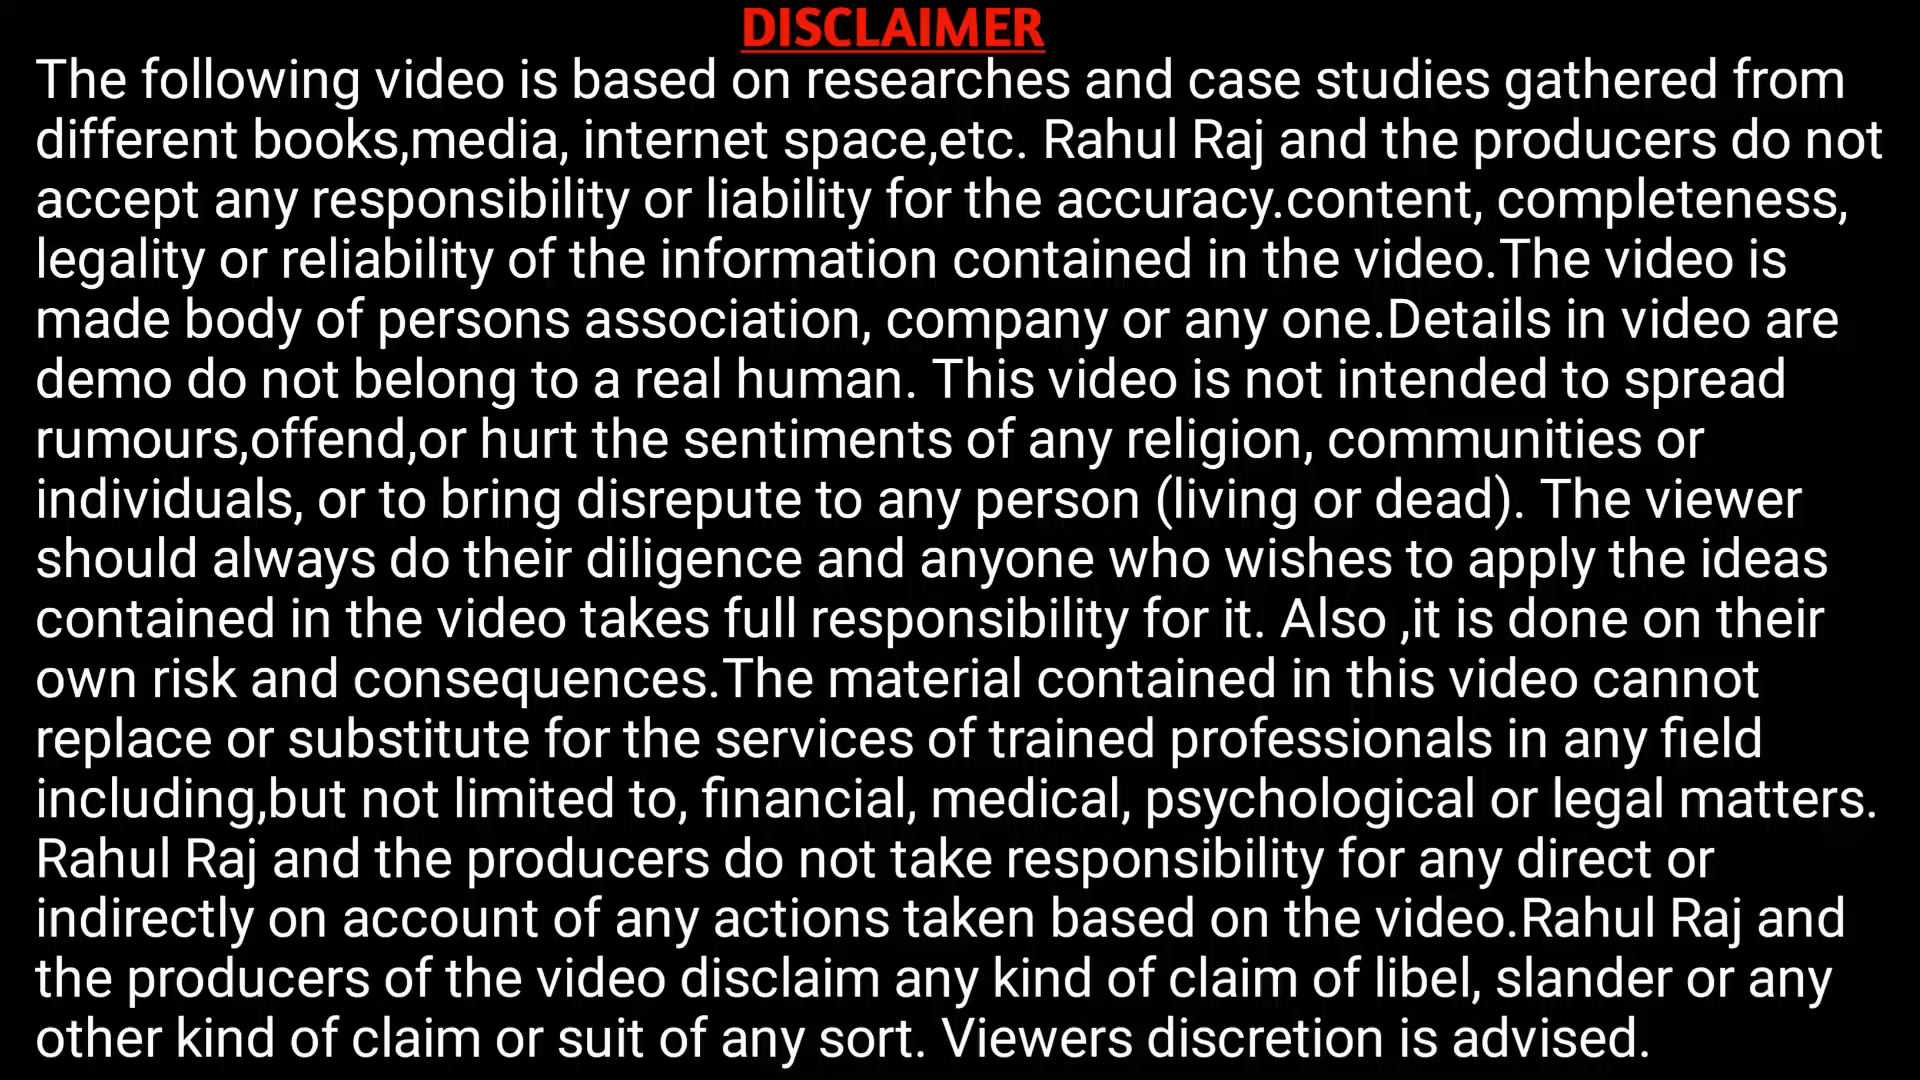 DISCLAIMER
The following video is based on researches and case studies gathered from
different books,media, internet space,etc. Rahul Raj and the producers do not
accept any responsibility or liability for the accuracy.content, completeness,
legality or reliability of the information contained in the video.The video is
made body of persons association, company or any one.Details in video are
demo do not belong to a real human. This video is not intended to spread
rumours,offend,or hurt the sentiments of any religion, communities or
individuals, or to bring disrepute to any person (living or dead). The viewer
should always do their diligence and anyone who wishes to apply the ideas
contained in the video takes full responsibility for it. Also ,it is done on their
own risk and consequences.The material contained in this video cannot
replace or substitute for the services of trained professionals in any field
including,but not limited to, financial, medical, psychological or legal matters.
Rahul Raj and the producers do not take responsibility for any direct or
indirectly on account of any actions taken based on the video.Rahul Raj and
the producers of the video disclaim any kind of claim of libel, slander or any
other kind of claim or suit of any sort. Viewers discretion is advised.